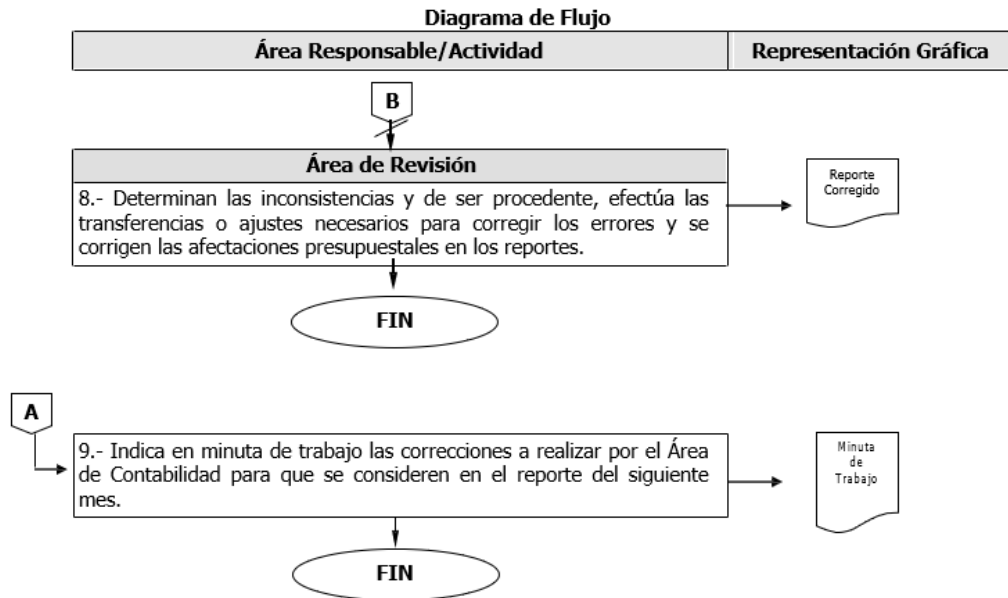 Diagrama de Flujo
Área Responsable/Actividad
Representación Gráfica
B
Área de Revisión
8.- Determinan las inconsistencias y de ser procedente, efectúa las
transferencias o ajustes necesarios para corregir los errores y se
corrigen las afectaciones presupuestales en los reportes.
Reporte
Corregido
FIN
A
9.- Indica en minuta de trabajo las correcciones a realizar por el Área
de Contabilidad para que se consideren en el reporte del siguiente
mes.
Minuta
de
Trabajo
FIN